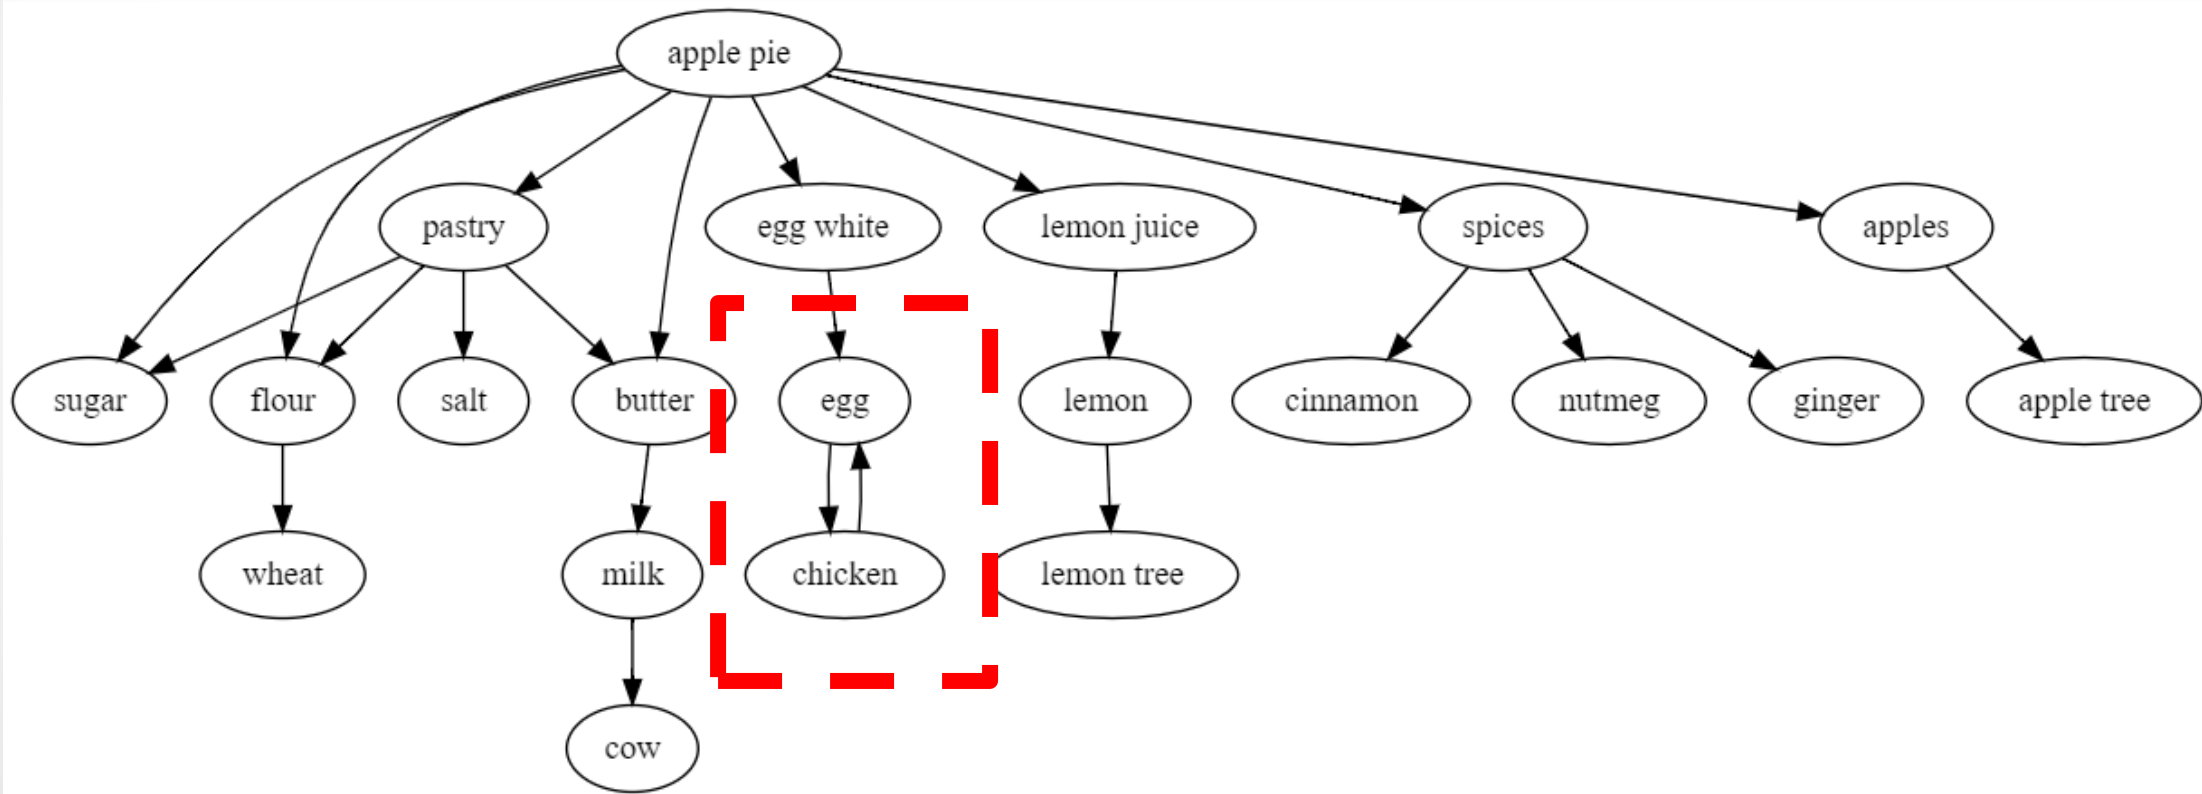 apple pie
pastry
egg white
lemon juice
spices
apples
sugar
flour
salt
butter
egg
lemon
cinnamon
nutmeg
ginger
apple tree
wheat
milk
chicken
lemon tree
cow